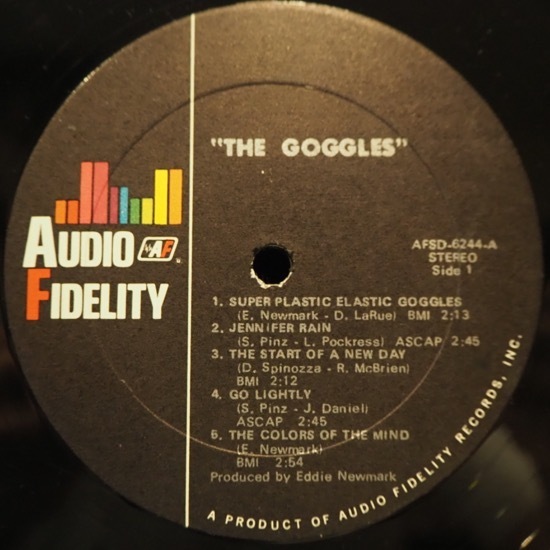 "THE GOGGLES"
AUDIO AF
FIDELITY
AFSD-6244-A
STEREO
Side 1
1. SUPER PLASTIC ELASTIC GOGGLES
(E. Newmark - D. LaRue) BMI 2:13
2. JENNIFER RAIN
(S. Pinz - L. Pockress) ASCAP 2:45
3. THE START OF A NEW DAY
(D. Spinozza - R. McBrien)
BMI 2:12
4. GO LIGHTLY
(S. Pinz - J. Daniel)
ASCAP 2:45
5. THE COLORS OF THE MIND
(E. Newmark)
BMI 2:54
Produced by Eddie Newmark
A PRODUCT OF AUDIO FIDELITY RECORDS, INC.